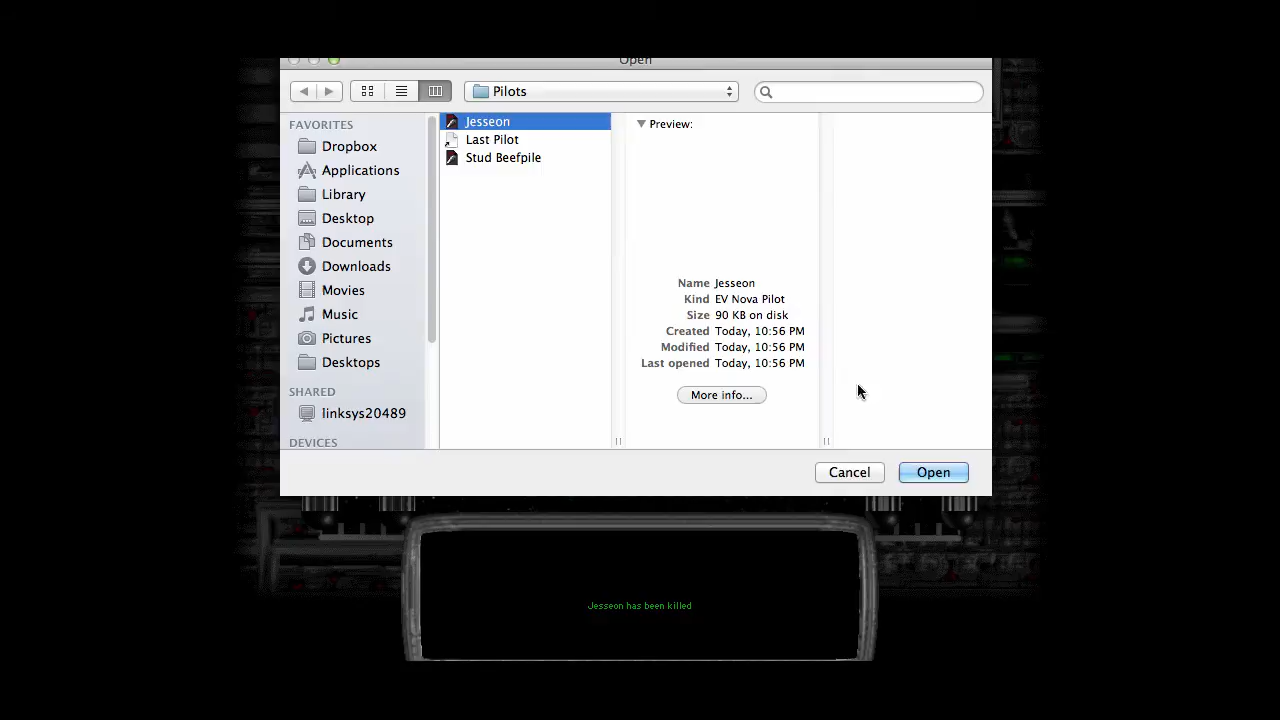 Open
Pilots
FAVORITES
Dropbox
Applications
Library
Desktop
Documents
Downloads
Movies
Music
Pictures
Desktops
SHARED
linksys20489
DEVICES
Jesseon
Last Pilot
Stud Beefpile
Preview:
Name Jesseon
Kind EV Nova Pilot
Size 90 KB on disk
Created Today, 10:56 PM
Modified Today, 10:56 PM
Last opened Today, 10:56 PM
More info...
Cancel Open
Jesseon has been killed